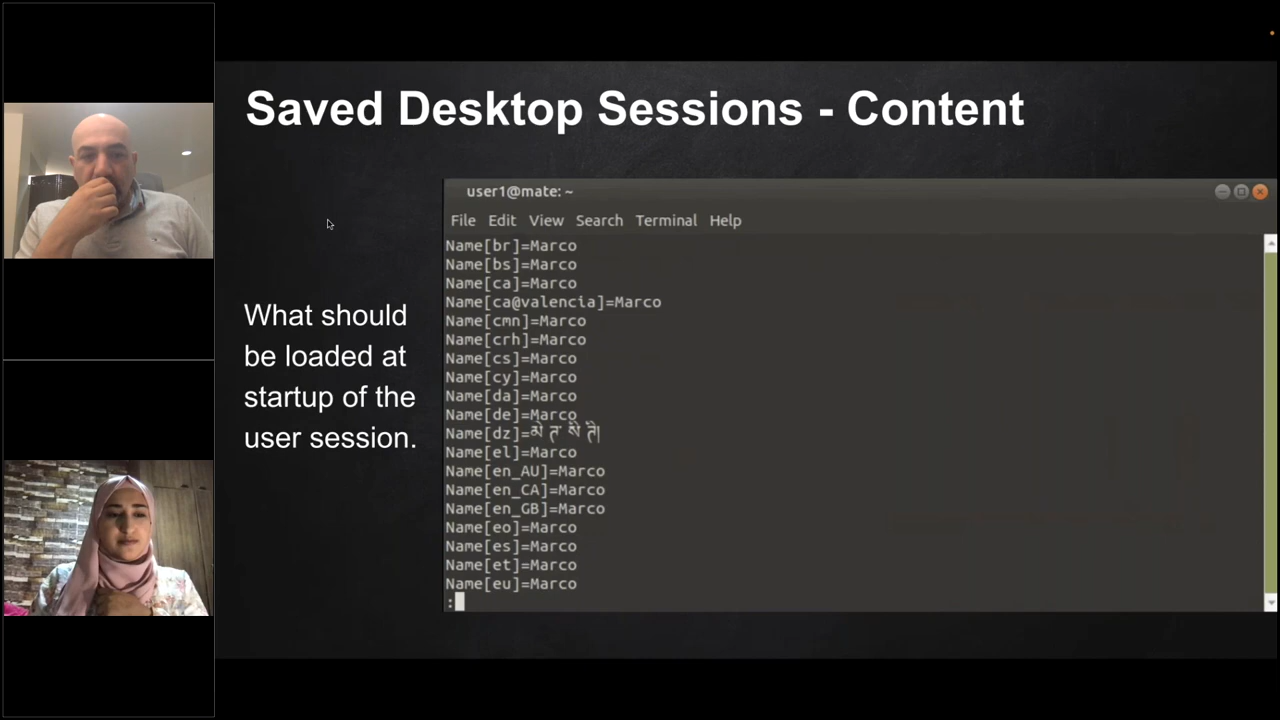 Saved Desktop Sessions - Content
What should
be loaded at
startup of the
user session.
user1@mate: ~
File Edit View Search Terminal Help
Name[br]=Marco
Name[bs]=Marco
Name[ca]=Marco
Name[ca@valencia]=Marco
Name[cmn]=Marco
Name[crh]=Marco
Name[cs]=Marco
Name[cy]=Marco
Name[da]=Marco
Name[de]=Marco
Name[dz]=
Name[el]=Marco
Name[en_AU]=Marco
Name[en_CA]=Marco
Name[en_GB]=Marco
Name[eo]=Marco
Name[es]=Marco
Name[et]=Marco
Name[eu]=Marco
: